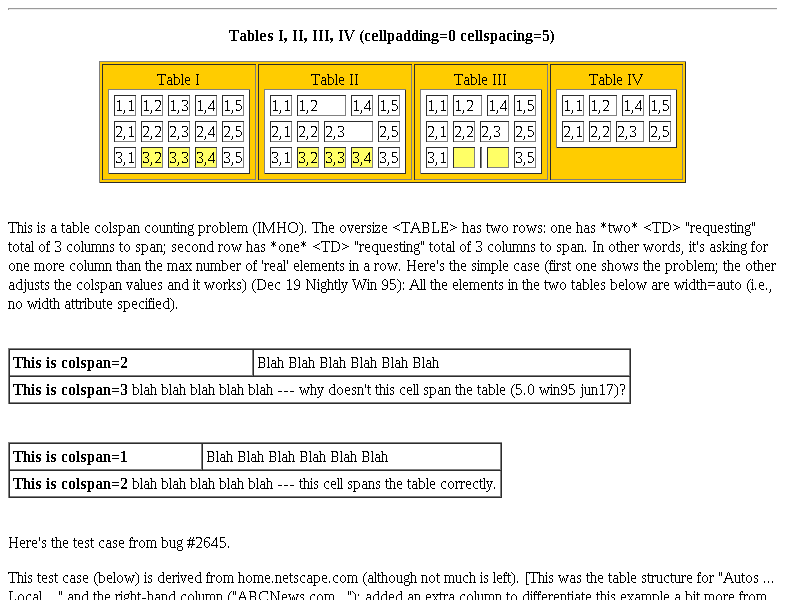 Tables I, II, III, IV (cellpadding=0 cellspacing=5)
Table I Table II Table III Table IV
1,1 1,2 1,3 1,4 1,5 1,1 1,2 1,4 1,5 1,1 1,2 1,4 1,5 1,1 1,2 1,4 1,5
2,1 2,2 2,3 2,4 2,5 2,1 2,2 2,3 2,5 2,1 2,2 2,3 2,5 2,1 2,2 2,3 2,5
3,1 3,2 3,3 3,4 3,5 3,1 3,2 3,3 3,4 3,5 3,1 3,5
This is a table colspan counting problem (IMHO). The oversize <TABLE> has two rows: one has *two* <TD> "requesting"
total of 3 columns to span; second row has *one* <TD> "requesting" total of 3 columns to span. In other words, it's asking for
one more column than the max number of 'real' elements in a row. Here's the simple case (first one shows the problem; the other
adjusts the colspan values and it works) (Dec 19 Nightly Win 95): All the elements in the two tables below are width=auto (i.e.,
no width attribute specified).
This is colspan=2 Blah Blah Blah Blah Blah Blah
This is colspan=3 blah blah blah blah blah --- why doesn't this cell span the table (5.0 win95 jun17)?
This is colspan=1 Blah Blah Blah Blah Blah Blah
This is colspan=2 blah blah blah blah blah --- this cell spans the table correctly.
Here's the test case from bug #2645.
This test case (below) is derived from home.netscape.com (although not much is left). [This was the table structure for "Autos ...
Local ..." and the right-hand column ("ABCNews.com..."); added an extra column to differentiate this example a bit more from